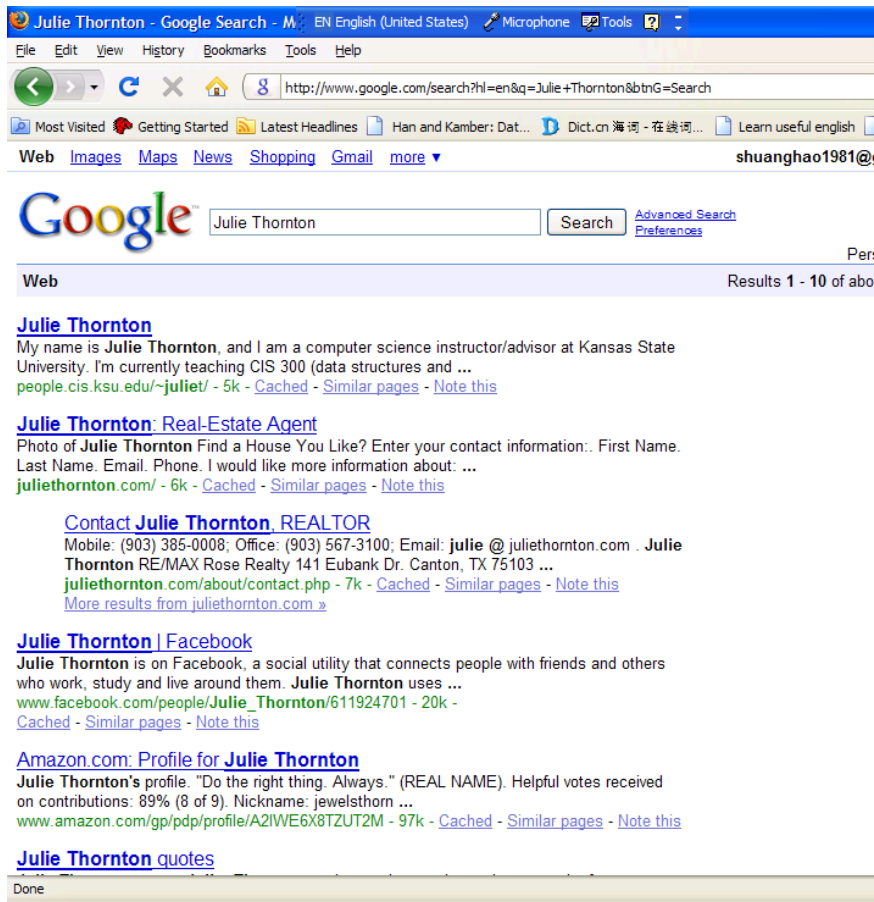 Julie Thornton - Google Search - M
EN English (United States) Microphone Tools
File Edit View History Bookmarks Tools Help
http://www.google.com/search?hl=en&q=Julie+Thornton&btnG=Search
Most Visited Getting Started Latest Headlines Han and Kamber: Dat... Dict.cn 海词 - 在线词... Learn useful english
Web Images Maps News Shopping Gmail more ▼ shuanghao1981@
Google™ Julie Thornton Search Advanced Search
Preferences
Pers
Web Results 1 - 10 of abo
Julie Thornton
My name is Julie Thornton, and I am a computer science instructor/advisor at Kansas State
University. I'm currently teaching CIS 300 (data structures and ...
people.cis.ksu.edu/~juliet/ - 5k - Cached - Similar pages - Note this
Julie Thornton: Real-Estate Agent
Photo of Julie Thornton Find a House You Like? Enter your contact information:. First Name.
Last Name. Email. Phone. I would like more information about: ...
juliethornton.com/ - 6k - Cached - Similar pages - Note this
Contact Julie Thornton, REALTOR
Mobile: (903) 385-0008; Office: (903) 567-3100; Email: julie @ juliethornton.com . Julie
Thornton RE/MAX Rose Realty 141 Eubank Dr. Canton, TX 75103 ...
juliethornton.com/about/contact.php - 7k - Cached - Similar pages - Note this
More results from juliethornton.com »
Julie Thornton | Facebook
Julie Thornton is on Facebook, a social utility that connects people with friends and others
who work, study and live around them. Julie Thornton uses ...
www.facebook.com/people/Julie_Thornton/611924701 - 20k -
Cached - Similar pages - Note this
Amazon.com: Profile for Julie Thornton
Julie Thornton's profile. "Do the right thing. Always." (REAL NAME). Helpful votes received
on contributions: 89% (8 of 9). Nickname: jewelsthorn ...
www.amazon.com/gp/pdp/profile/A2IWE6X8TZUT2M - 97k - Cached - Similar pages - Note this
Julie Thornton quotes
Done